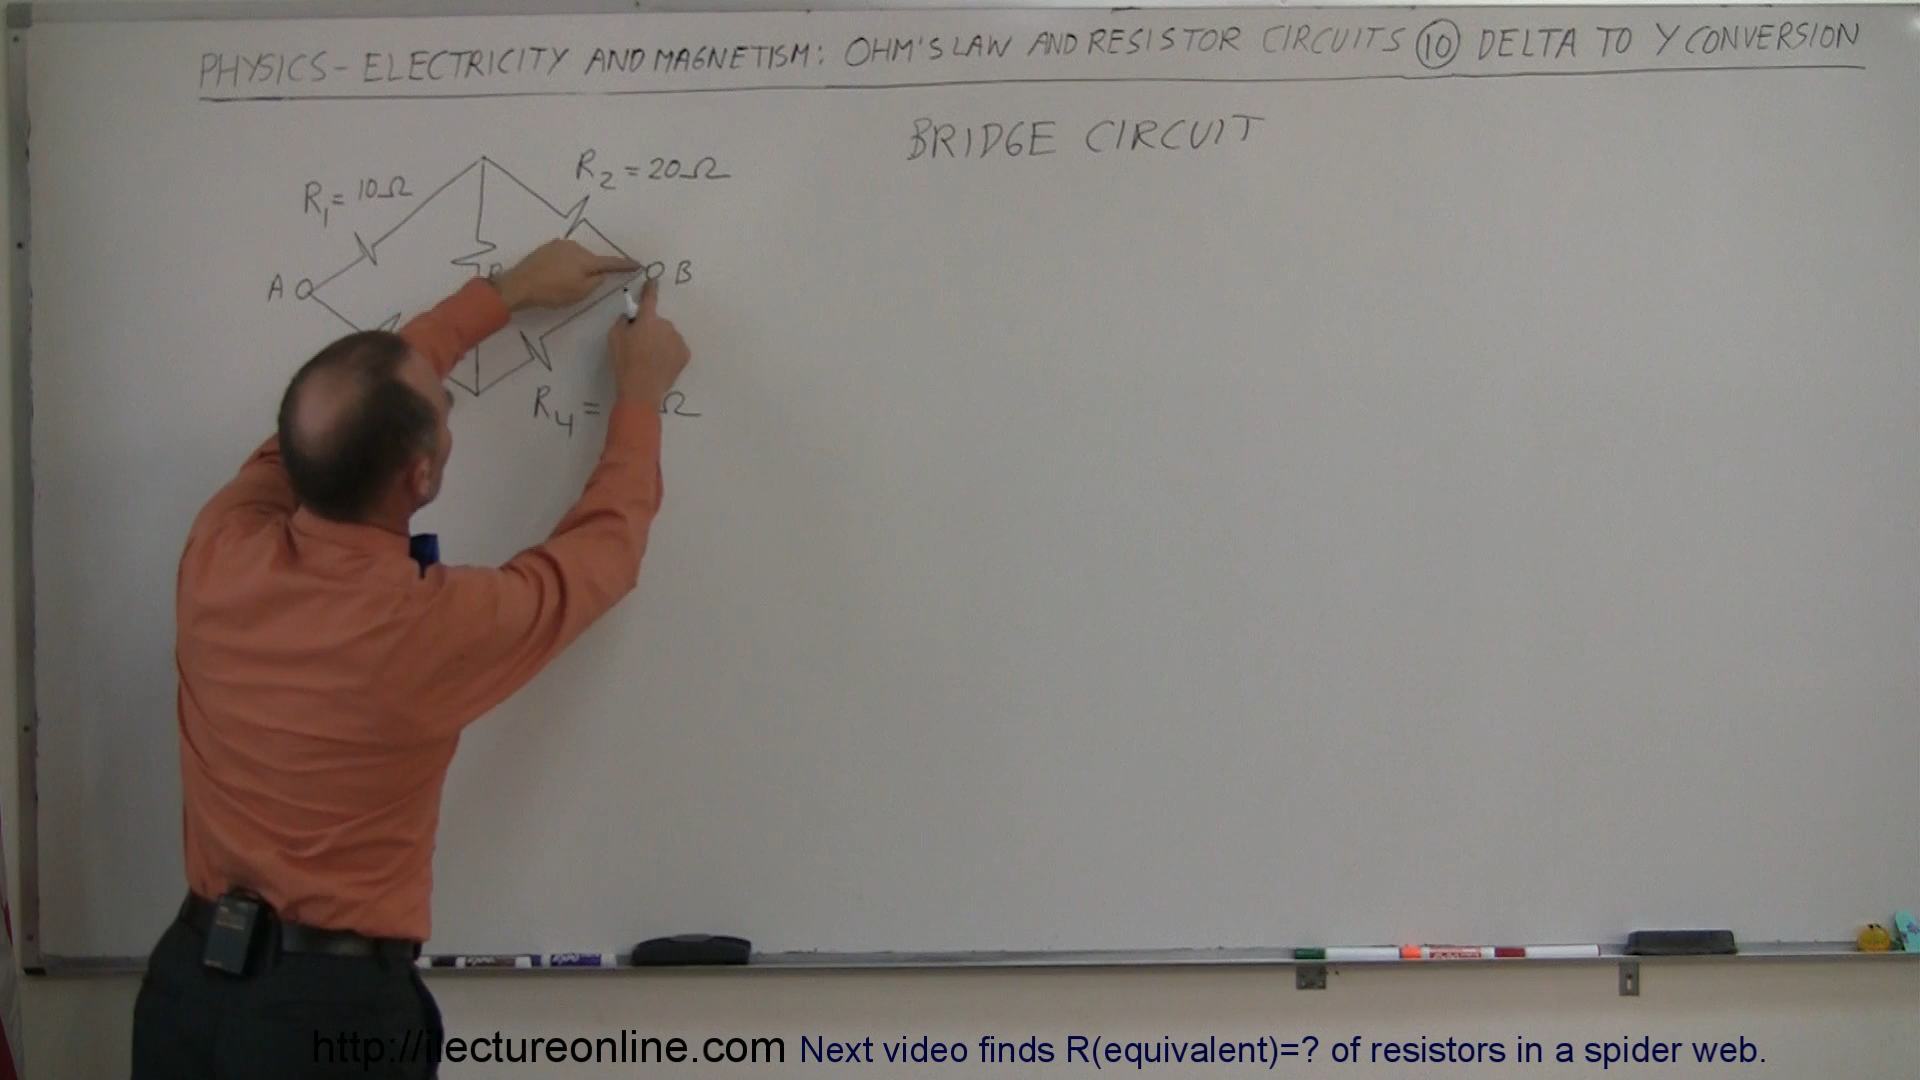 PHYSICS - ELECTRICITY AND MAGNETISM: OHM'S LAW AND RESISTOR CIRCUITS 10 DELTA TO Y CONVERSION
BRIDGE CIRCUIT
R2 = 20Ω
R1 = 10Ω
A
B
R4 = Ω
http://ilectureonline.com Next video finds R(equivalent)=? of resistors in a spider web.